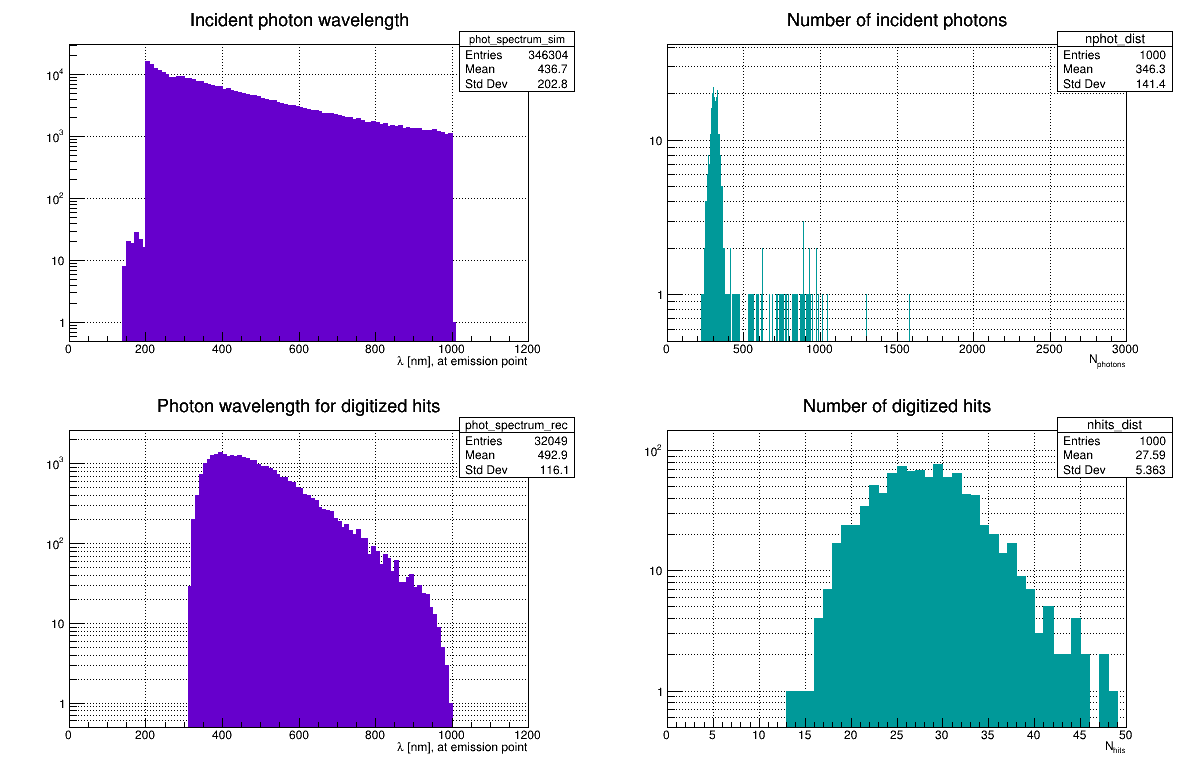 Incident photon wavelength
phot_spectrum_sim
Entries 346304
Mean 436.7
Std Dev 202.8
10^4
10^3
10^2
10
1
0 200 400 600 800 1000 1200
λ [nm], at emission point
Number of incident photons
nphot_dist
Entries 1000
Mean 346.3
Std Dev 141.4
10
1
0 500 1000 1500 2000 2500 3000
N_photons
Photon wavelength for digitized hits
phot_spectrum_rec
Entries 32049
Mean 492.9
Std Dev 116.1
10^3
10^2
10
1
0 200 400 600 800 1000 1200
λ [nm], at emission point
Number of digitized hits
nhits_dist
Entries 1000
Mean 27.59
Std Dev 5.363
10^2
10
1
0 5 10 15 20 25 30 35 40 45 50
N_hits